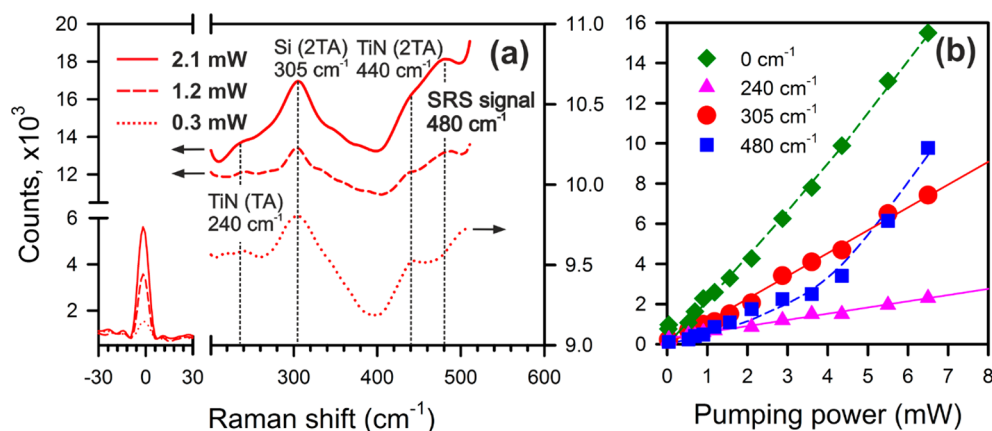 (a)
2.1 mW
1.2 mW
0.3 mW
Si (2TA)
305 cm-1
TiN (2TA)
440 cm-1
SRS signal
480 cm-1
TiN (TA)
240 cm-1
Counts, x10³
20
18
16
14
12
6
4
2
11.0
10.5
10.0
9.5
9.0
-30 0 30
300 400 500 600
Raman shift (cm-1)
(b)
0 cm-1
240 cm-1
305 cm-1
480 cm-1
16
14
12
10
8
6
4
2
0
0 1 2 3 4 5 6 7 8
Pumping power (mW)